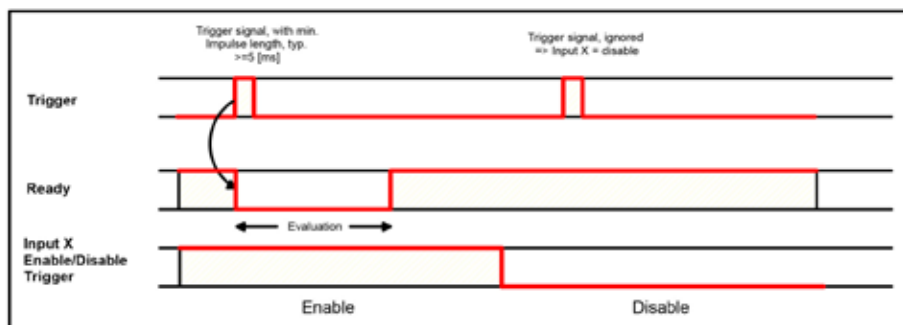 Trigger signal, with min.
Impulse length, typ.
>=5 [ms]
Trigger signal, ignored
=> Input X = disable
Trigger
Ready
Evaluation
Input X
Enable/Disable
Trigger
Enable
Disable